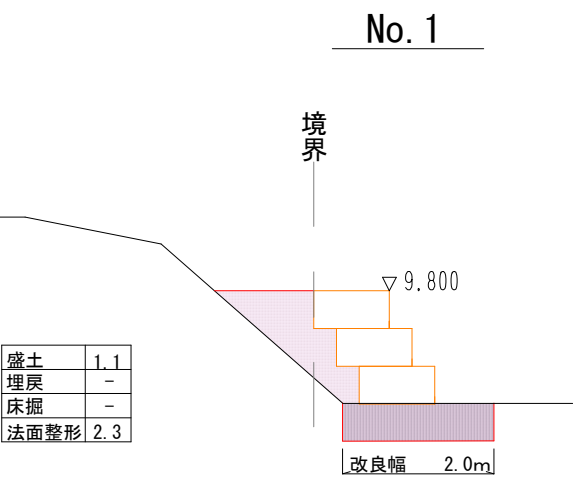 No.1
境界
▽ 9.800
盛土 1.1
埋戻 -
床掘 -
法面整形 2.3
改良幅 2.0m